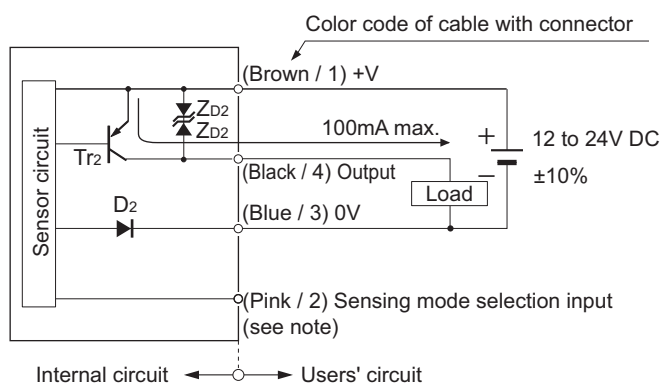 Color code of cable with connector
(Brown / 1) +V
ZD2
ZD2
100mA max.
+
12 to 24V DC
Tr2
Sensor circuit
(Black / 4) Output
−
±10%
Load
D2
(Blue / 3) 0V
(Pink / 2) Sensing mode selection input
(see note)
Internal circuit
Users' circuit